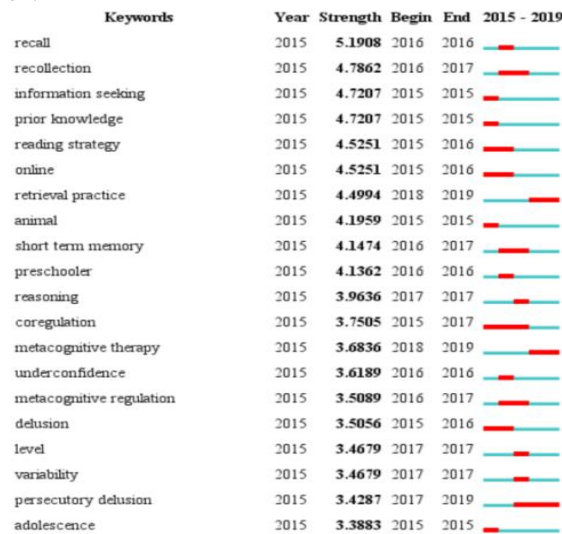 Keywords Year Strength Begin End 2015 - 2019
recall 2015 5.1908 2016 2016
recollection 2015 4.7862 2016 2017
information seeking 2015 4.7207 2015 2015
prior knowledge 2015 4.7207 2015 2015
reading strategy 2015 4.5251 2015 2016
online 2015 4.5251 2015 2016
retrieval practice 2015 4.4994 2018 2019
animal 2015 4.1959 2015 2015
short term memory 2015 4.1474 2016 2017
preschooler 2015 4.1362 2016 2016
reasoning 2015 3.9636 2017 2017
coregulation 2015 3.7505 2015 2017
metacognitive therapy 2015 3.6836 2018 2019
underconfidence 2015 3.6189 2016 2016
metacognitive regulation 2015 3.5089 2016 2017
delusion 2015 3.5056 2015 2016
level 2015 3.4679 2017 2017
variability 2015 3.4679 2017 2017
persecutory delusion 2015 3.4287 2017 2019
adolescence 2015 3.3883 2015 2015